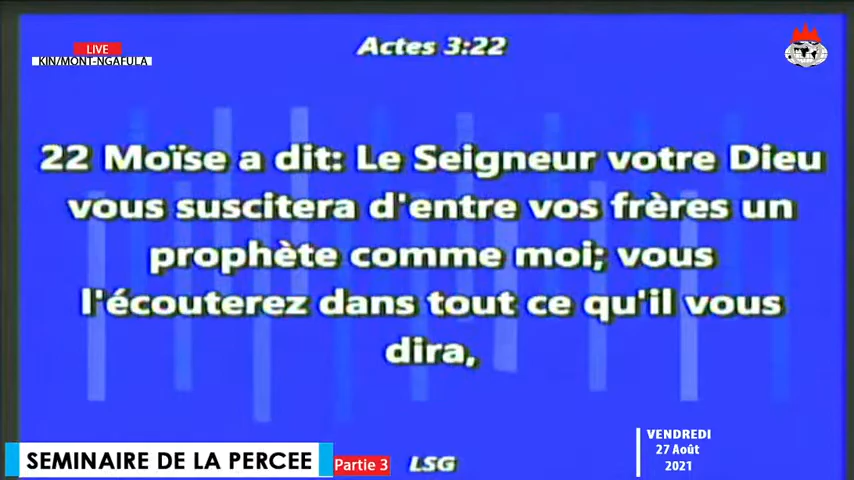 Actes 3:22
LIVE
KIN/MONT-NGAFULA
22 Moïse a dit: Le Seigneur votre Dieu
vous suscitera d'entre vos frères un
prophète comme moi; vous
l'écouterez dans tout ce qu'il vous
dira,
SEMINAIRE DE LA PERCEE
Partie 3
LSG
VENDREDI
27 Août
2021